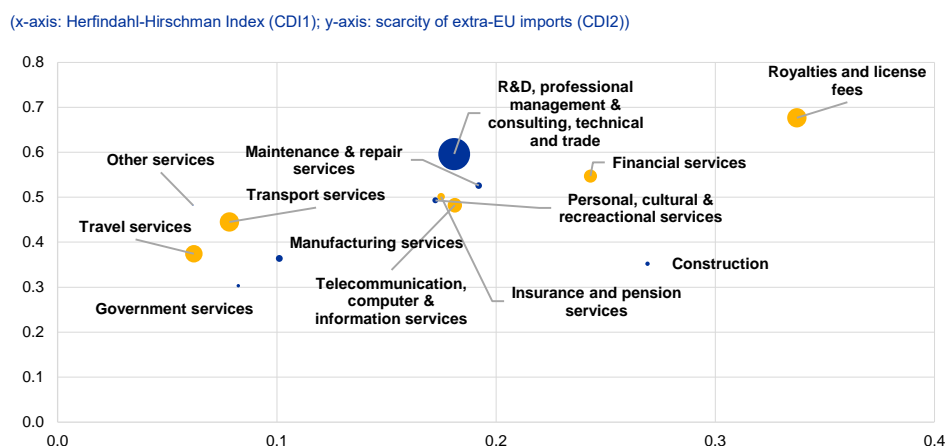 (x-axis: Herfindahl-Hirschman Index (CDI1); y-axis: scarcity of extra-EU imports (CDI2))
0.8
0.7
0.6
0.5
0.4
0.3
0.2
0.1
0.0
0.0
0.1
0.2
0.3
0.4
Royalties and license
fees
R&D, professional
management &
consulting, technical
and trade
Maintenance & repair
services
Other services
Financial services
Transport services
Personal, cultural &
recreactional services
Travel services
Manufacturing services
Construction
Telecommunication,
computer &
information services
Insurance and pension
services
Government services